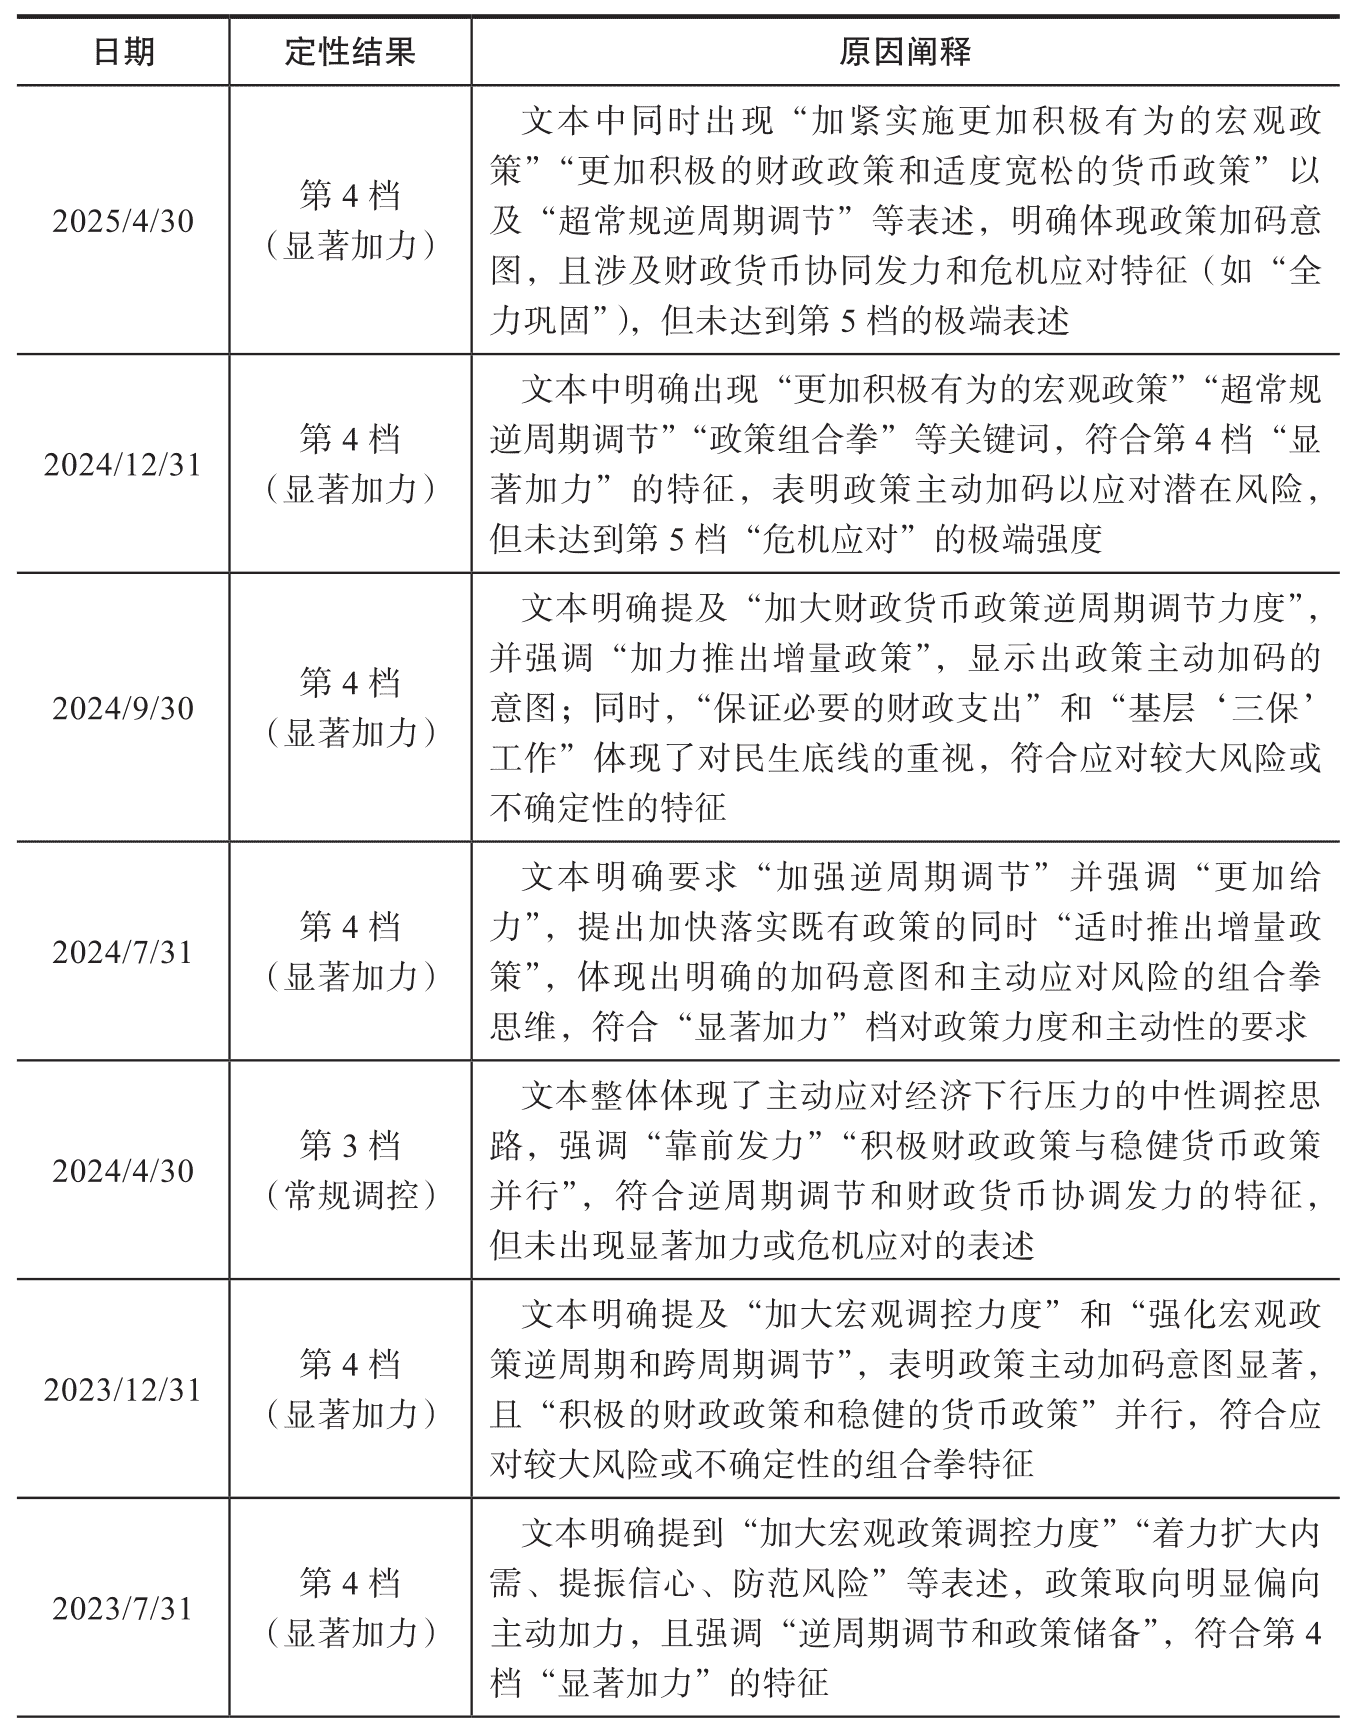 日期 定性结果 原因阐释
2025/4/30
第 4 档
（显著加力）
文本中同时出现“加紧实施更加积极有为的宏观政
策”“更加积极的财政政策和适度宽松的货币政策”以
及“超常规逆周期调节”等表述，明确体现政策加码意
图，且涉及财政货币协同发力和危机应对特征（如“全
力巩固”），但未达到第 5 档的极端表述
2024/12/31
第 4 档
（显著加力）
文本中明确出现“更加积极有为的宏观政策”“超常规
逆周期调节”“政策组合拳”等关键词，符合第 4 档“显
著加力”的特征，表明政策主动加码以应对潜在风险，
但未达到第 5 档“危机应对”的极端强度
2024/9/30
第 4 档
（显著加力）
文本明确提及“加大财政货币政策逆周期调节力度”，
并强调“加力推出增量政策”，显示出政策主动加码的
意图；同时，“保证必要的财政支出”和“基层‘三保’
工作”体现了对民生底线的重视，符合应对较大风险或
不确定性的特征
2024/7/31
第 4 档
（显著加力）
文本明确要求“加强逆周期调节”并强调“更加给
力”，提出加快落实既有政策的同时“适时推出增量政
策”，体现出明确的加码意图和主动应对风险的组合拳
思维，符合“显著加力”档对政策力度和主动性的要求
2024/4/30
第 3 档
（常规调控）
文本整体体现了主动应对经济下行压力的中性调控思
路，强调“靠前发力”“积极财政政策与稳健货币政策
并行”，符合逆周期调节和财政货币协调发力的特征，
但未出现显著加力或危机应对的表述
2023/12/31
第 4 档
（显著加力）
文本明确提及“加大宏观调控力度”和“强化宏观政
策逆周期和跨周期调节”，表明政策主动加码意图显著，
且“积极的财政政策和稳健的货币政策”并行，符合应
对较大风险或不确定性的组合拳特征
2023/7/31
第 4 档
（显著加力）
文本明确提到“加大宏观政策调控力度”“着力扩大内
需、提振信心、防范风险”等表述，政策取向明显偏向
主动加力，且强调“逆周期调节和政策储备”，符合第 4
档“显著加力”的特征